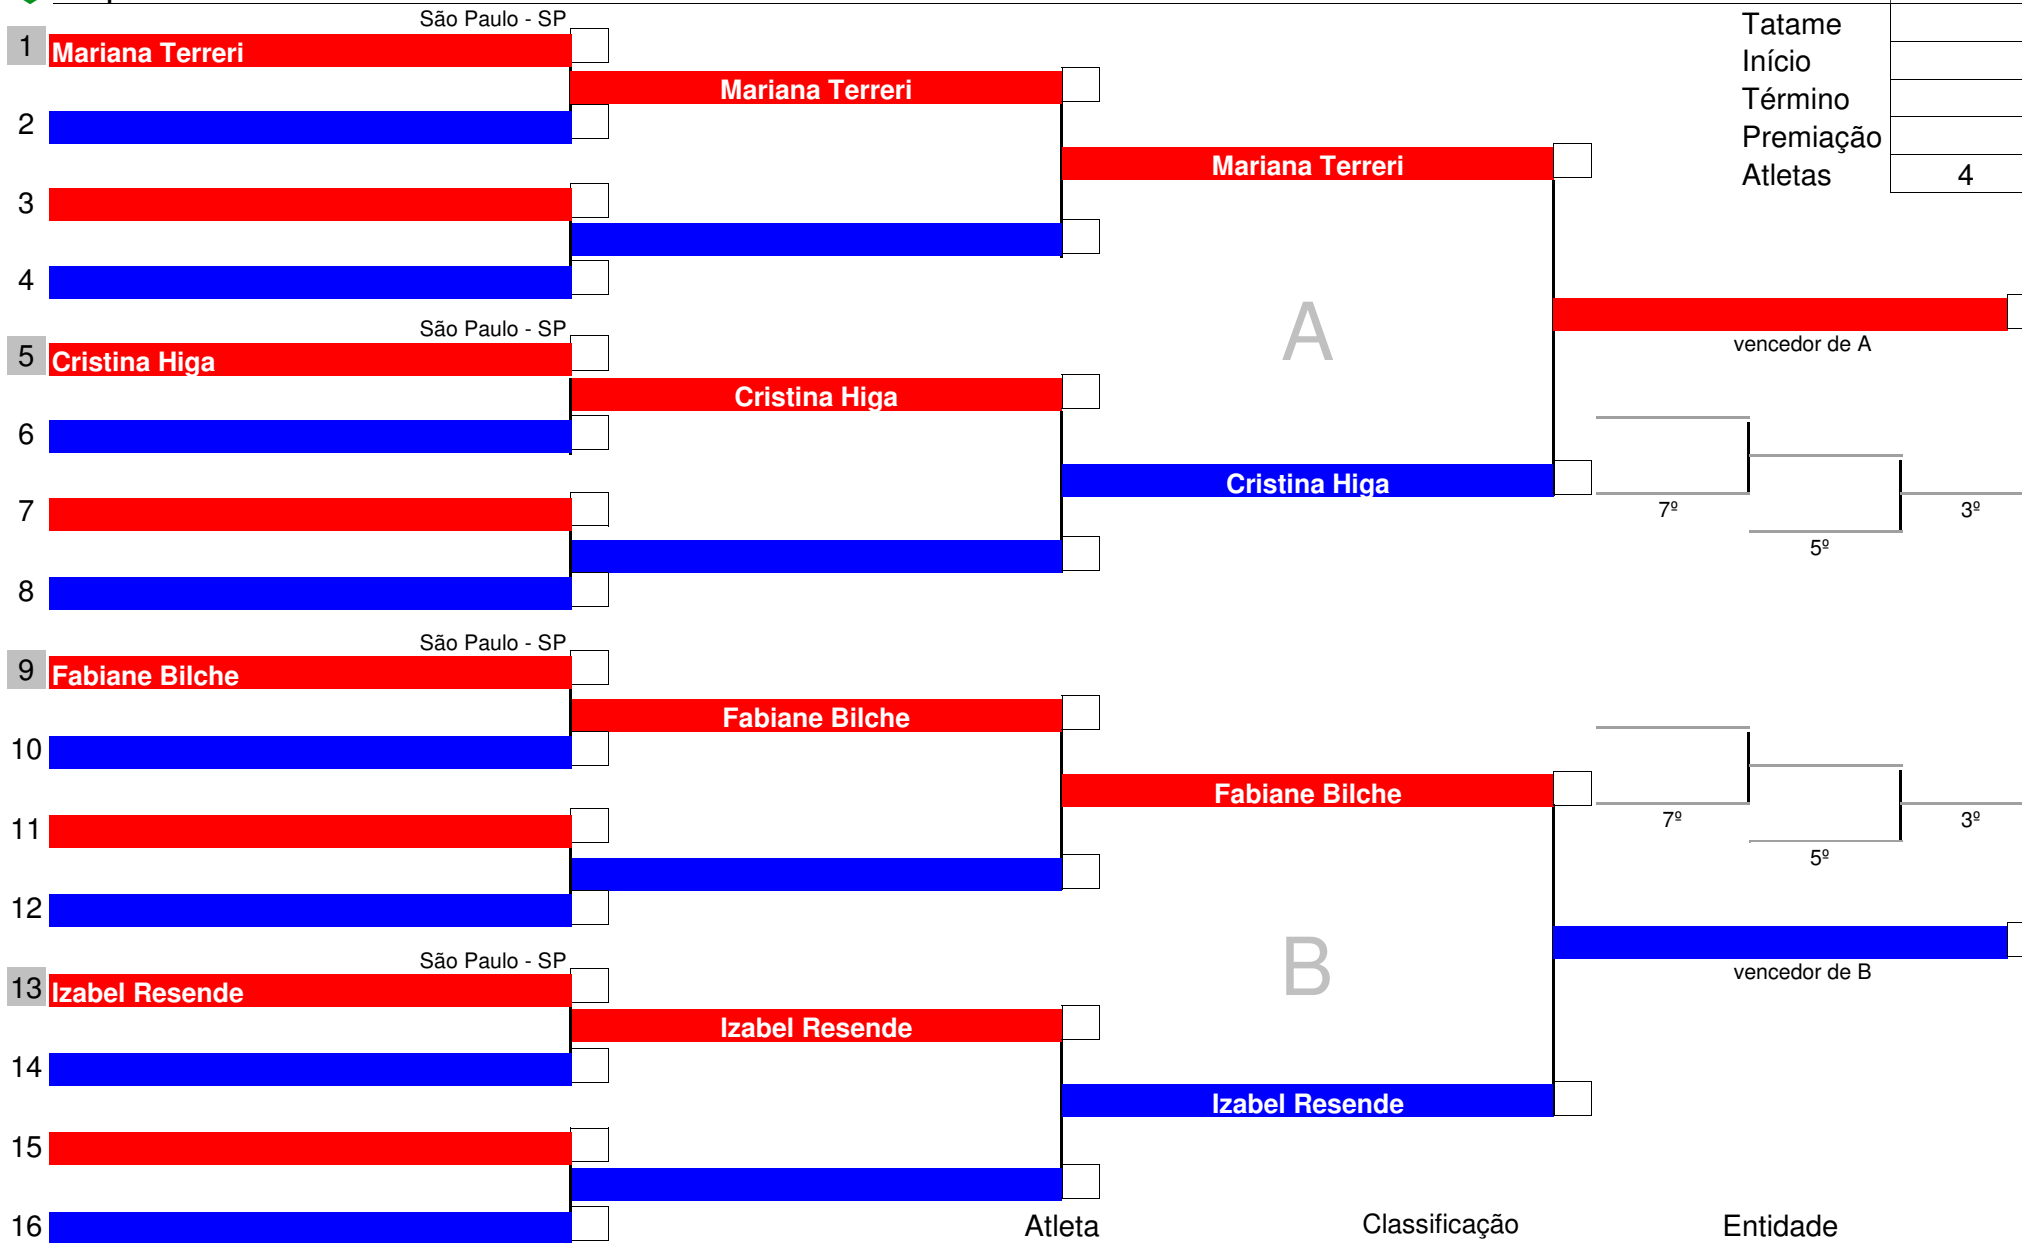 São Paulo - SP
Tatame
1 Mariana Terreri
Início
Mariana Terreri
Término
2
Premiação
Mariana Terreri
Atletas 4
3
4
São Paulo - SP
A
vencedor de A
5 Cristina Higa
Cristina Higa
6
Cristina Higa
7
7º 3º
5º
8
São Paulo - SP
9 Fabiane Bilche
Fabiane Bilche
10
Fabiane Bilche
11
7º 3º
5º
12
São Paulo - SP
B
vencedor de B
13 Izabel Resende
Izabel Resende
14
Izabel Resende
15
16
Atleta Classificação Entidade